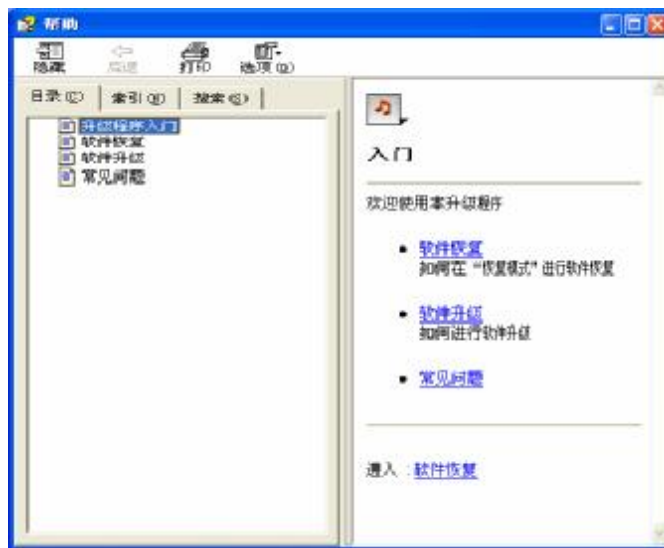 帮助
隐藏 后退 打印 选项(O)
目录(C) 索引(N) 搜索(S)
升级程序入门
软件恢复
软件升级
常见问题
入门
欢迎使用本升级程序
软件恢复
如何在“恢复模式”进行软件恢复
软件升级
如何进行软件升级
常见问题
进入：软件恢复